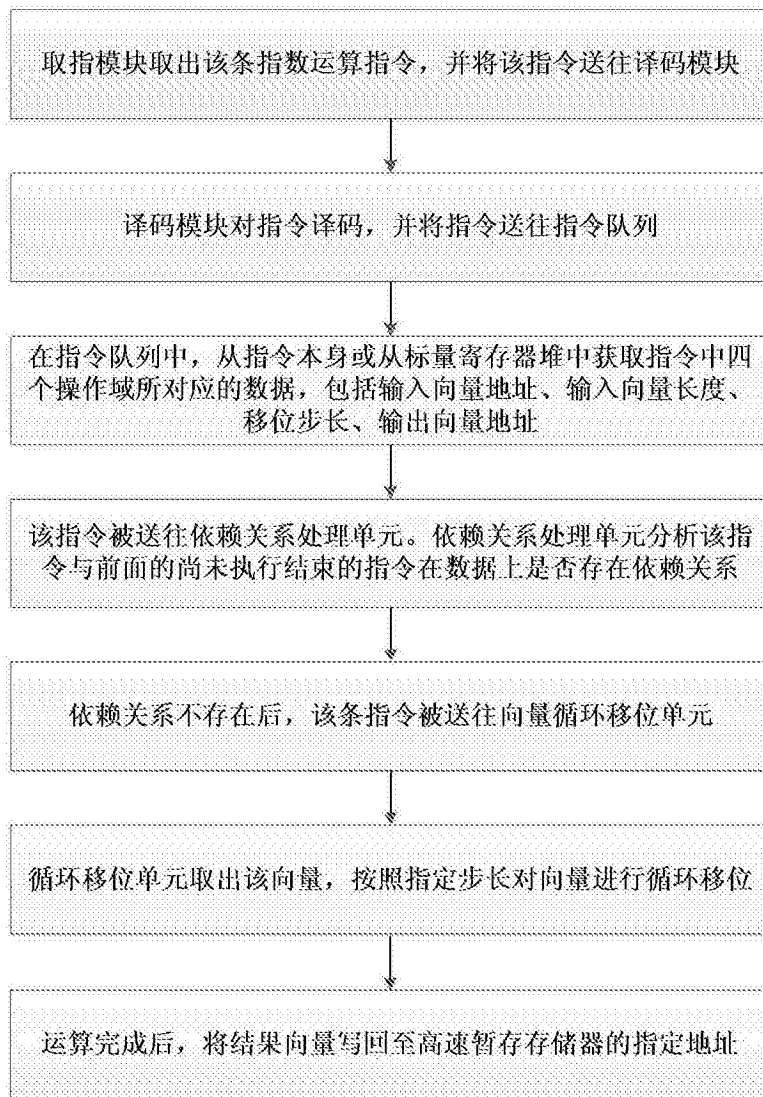 取指模块取出该条指数运算指令，并将该指令送往译码模块
译码模块对指令译码，并将指令送往指令队列
在指令队列中，从指令本身或从标量寄存器堆中获取指令中四
个操作域所对应的数据，包括输入向量地址、输入向量长度、
移位步长、输出向量地址
该指令被送往依赖关系处理单元。依赖关系处理单元分析该指
令与前面的尚未执行结束的指令在数据上是否存在依赖关系
依赖关系不存在后，该条指令被送往向量循环移位单元
循环移位单元取出该向量，按照指定步长对向量进行循环移位
运算完成后，将结果向量写回至高速暂存存储器的指定地址